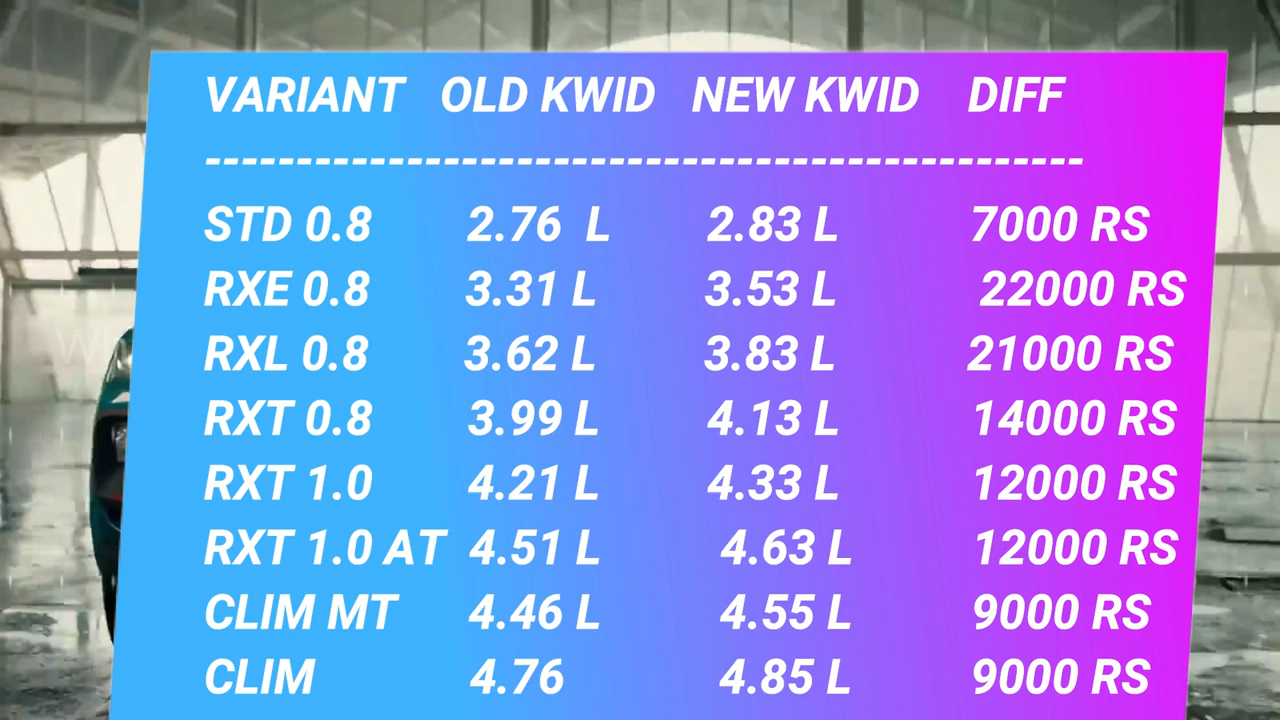 VARIANT OLD KWID NEW KWID DIFF
------------------------------------------------
STD 0.8 2.76 L 2.83 L 7000 RS
RXE 0.8 3.31 L 3.53 L 22000 RS
RXL 0.8 3.62 L 3.83 L 21000 RS
RXT 0.8 3.99 L 4.13 L 14000 RS
RXT 1.0 4.21 L 4.33 L 12000 RS
RXT 1.0 AT 4.51 L 4.63 L 12000 RS
CLIM MT 4.46 L 4.55 L 9000 RS
CLIM 4.76 4.85 L 9000 RS